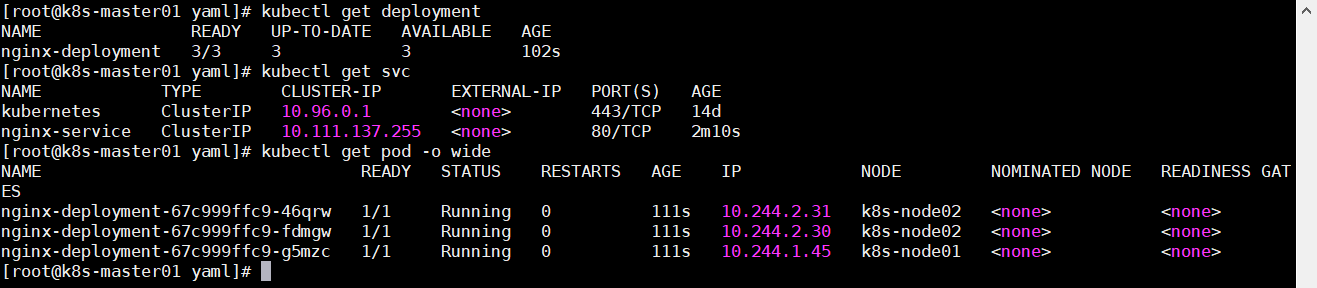 [root@k8s-master01 yaml]# kubectl get deployment
NAME               READY   UP-TO-DATE   AVAILABLE   AGE
nginx-deployment   3/3     3            3           102s
[root@k8s-master01 yaml]# kubectl get svc
NAME            TYPE        CLUSTER-IP       EXTERNAL-IP   PORT(S)   AGE
kubernetes      ClusterIP   10.96.0.1        <none>        443/TCP   14d
nginx-service   ClusterIP   10.111.137.255   <none>        80/TCP    2m10s
[root@k8s-master01 yaml]# kubectl get pod -o wide
NAME                                READY   STATUS    RESTARTS   AGE    IP            NODE         NOMINATED NODE   READINESS GAT
ES
nginx-deployment-67c999ffc9-46qrw   1/1     Running   0          111s   10.244.2.31   k8s-node02   <none>           <none>
nginx-deployment-67c999ffc9-fdmgw   1/1     Running   0          111s   10.244.2.30   k8s-node02   <none>           <none>
nginx-deployment-67c999ffc9-g5mzc   1/1     Running   0          111s   10.244.1.45   k8s-node01   <none>           <none>
[root@k8s-master01 yaml]#